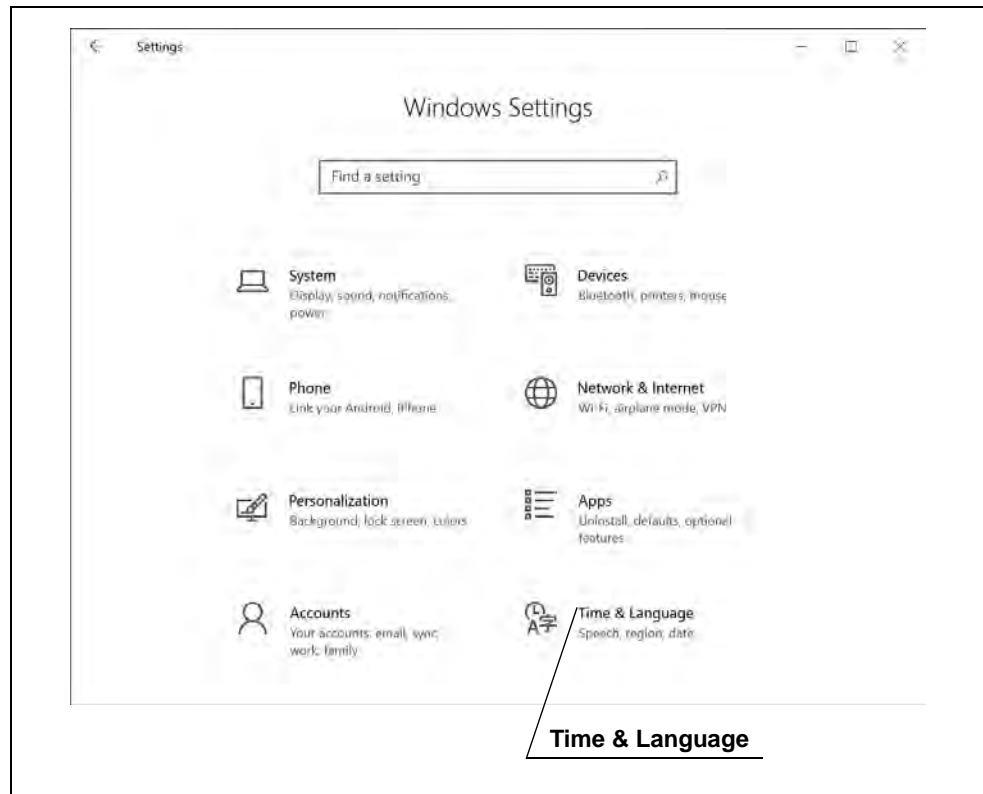 Settings
Windows Settings
Find a setting
System
Display, sound, notifications,
power
Devices
Bluetooth, printers, mouse
Phone
Link your Android, iPhone
Network & Internet
Wi-Fi, airplane mode, VPN
Personalization
Background, lock screen, colors
Apps
Uninstall, defaults, optional
features
Accounts
Your accounts, email, sync,
work, family
Time & Language
Speech, region, date
Time & Language